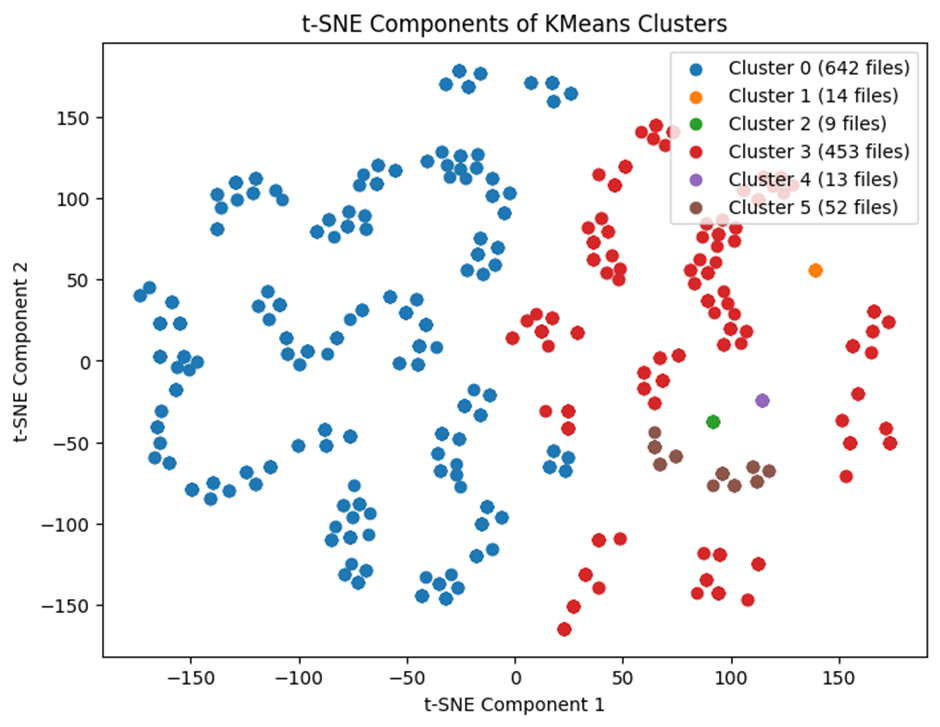 t-SNE Components of KMeans Clusters
Cluster 0 (642 files)
Cluster 1 (14 files)
Cluster 2 (9 files)
Cluster 3 (453 files)
Cluster 4 (13 files)
Cluster 5 (52 files)
t-SNE Component 2
150
100
50
0
−50
−100
−150
−150 −100 −50 0 50 100 150
t-SNE Component 1